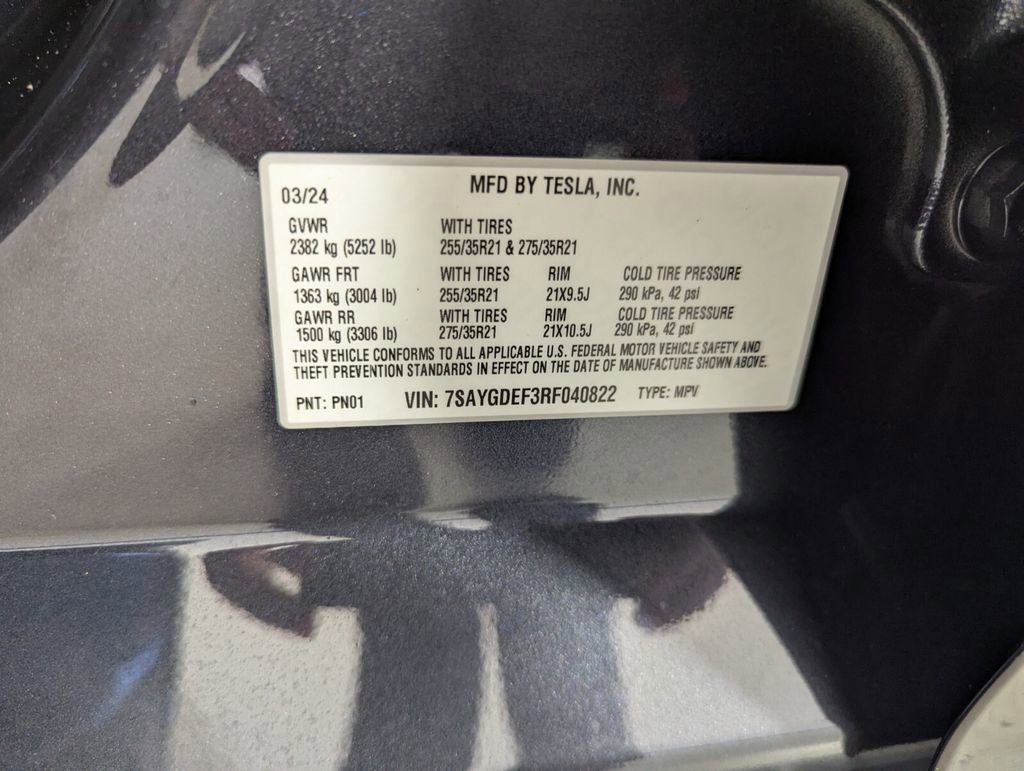 03/24 MFD BY TESLA, INC.
GVWR WITH TIRES
2382 kg (5252 lb) 255/35R21 & 275/35R21
GAWR FRT WITH TIRES RIM COLD TIRE PRESSURE
1363 kg (3004 lb) 255/35R21 21X9.5J 290 kPa, 42 psi
GAWR RR WITH TIRES RIM COLD TIRE PRESSURE
1500 kg (3306 lb) 275/35R21 21X10.5J 290 kPa, 42 psi
THIS VEHICLE CONFORMS TO ALL APPLICABLE U.S. FEDERAL MOTOR VEHICLE SAFETY AND
THEFT PREVENTION STANDARDS IN EFFECT ON THE DATE OF MANUFACTURE SHOWN ABOVE.
PNT: PN01 VIN: 7SAYGDEF3RF040822 TYPE: MPV